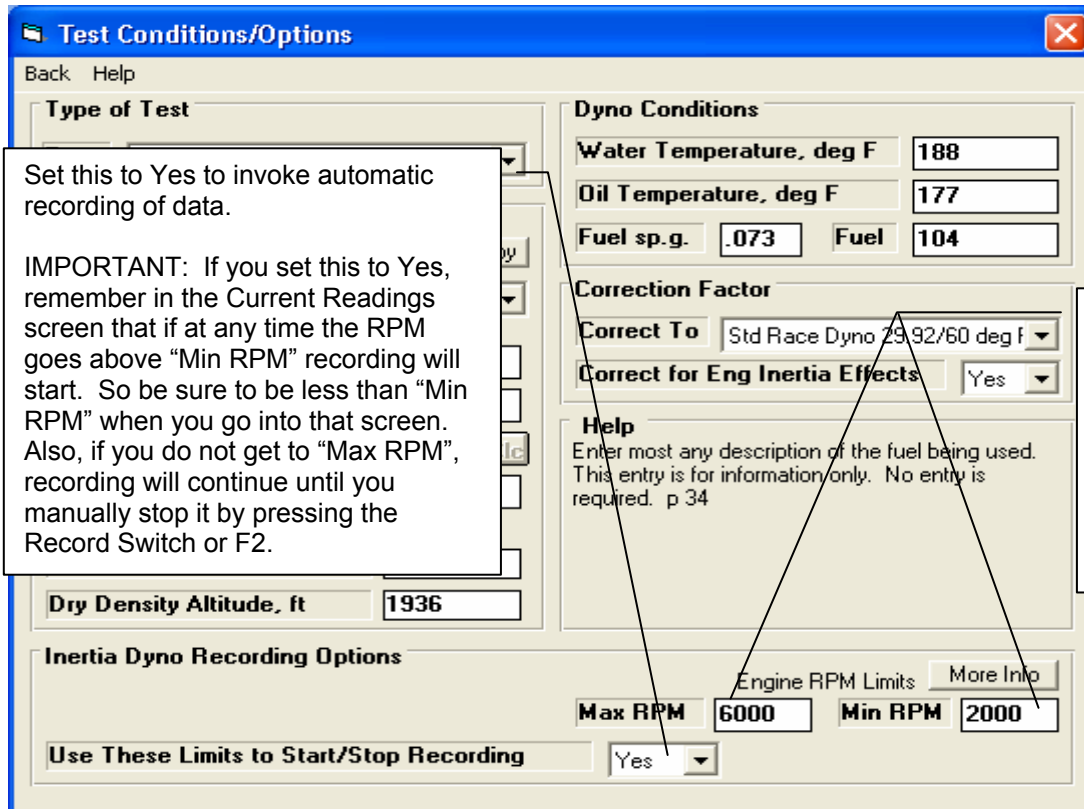 Test Conditions/Options
Back Help
Type of Test
Set this to Yes to invoke automatic
recording of data.
IMPORTANT: If you set this to Yes,
remember in the Current Readings
screen that if at any time the RPM
goes above “Min RPM” recording will
start. So be sure to be less than “Min
RPM” when you go into that screen.
Also, if you do not get to “Max RPM”,
recording will continue until you
manually stop it by pressing the
Record Switch or F2.
Dry Density Altitude, ft 1936
Dyno Conditions
Water Temperature, deg F 188
Oil Temperature, deg F 177
Fuel sp.g. .073 Fuel 104
Correction Factor
Correct To Std Race Dyno 29.92/60 deg F
Correct for Eng Inertia Effects Yes
Help
Enter most any description of the fuel being used.
This entry is for information only. No entry is
required. p 34
Inertia Dyno Recording Options
Engine RPM Limits More Info
Max RPM 6000 Min RPM 2000
Use These Limits to Start/Stop Recording Yes